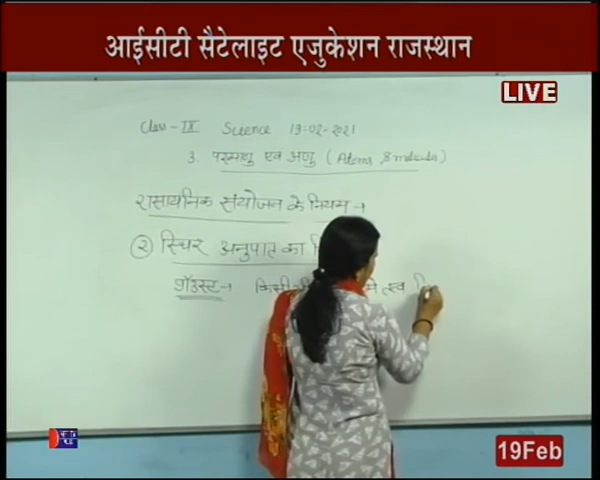 आईसीटी सैटेलाइट एजुकेशन राजस्थान
LIVE
Class - IX Science 19-02-2021
3. परमाणु एवं अणु (Atoms & molecules)
रासायनिक संयोजन के नियम →
② स्थिर अनुपात का
प्रॉउस्ट → किसी में तत्व
19Feb